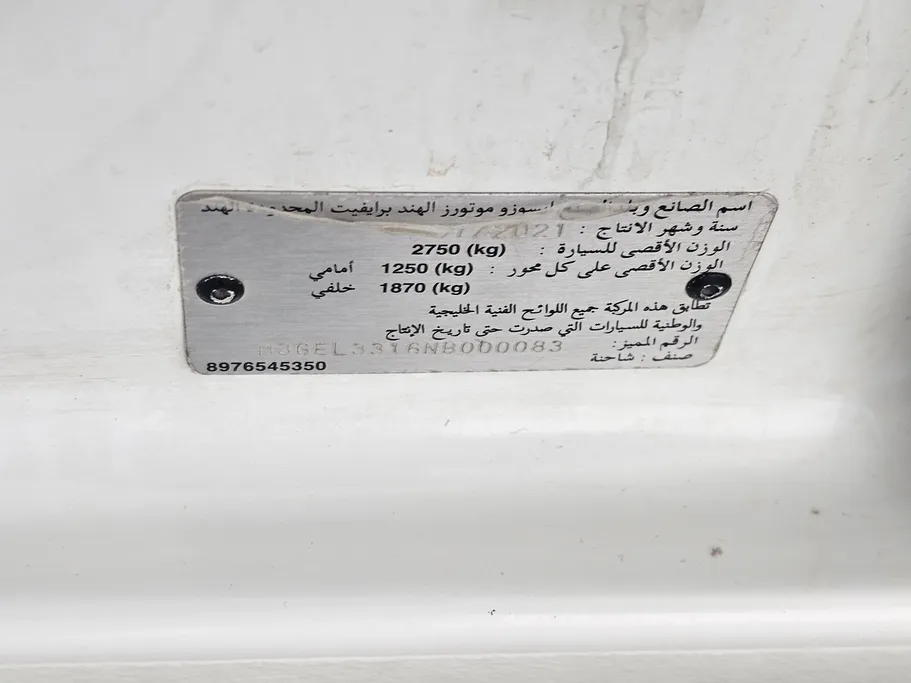 اسم الصانع وبلد الصنع ايسوزو موتورز الهند برايفيت المحدودة الهند
سنة وشهر الانتاج : /2021
الوزن الأقصى للسيارة : 2750 (kg)
الوزن الأقصى على كل محور : 1250 (kg) أمامي
1870 (kg) خلفي
تطابق هذه المركبة جميع اللوائح الفنية الخليجية
والوطنية للسيارات التي صدرت حتى تاريخ الإنتاج
الرقم المميز: M3GEL3316NB000083
صنف : شاحنة
8976545350